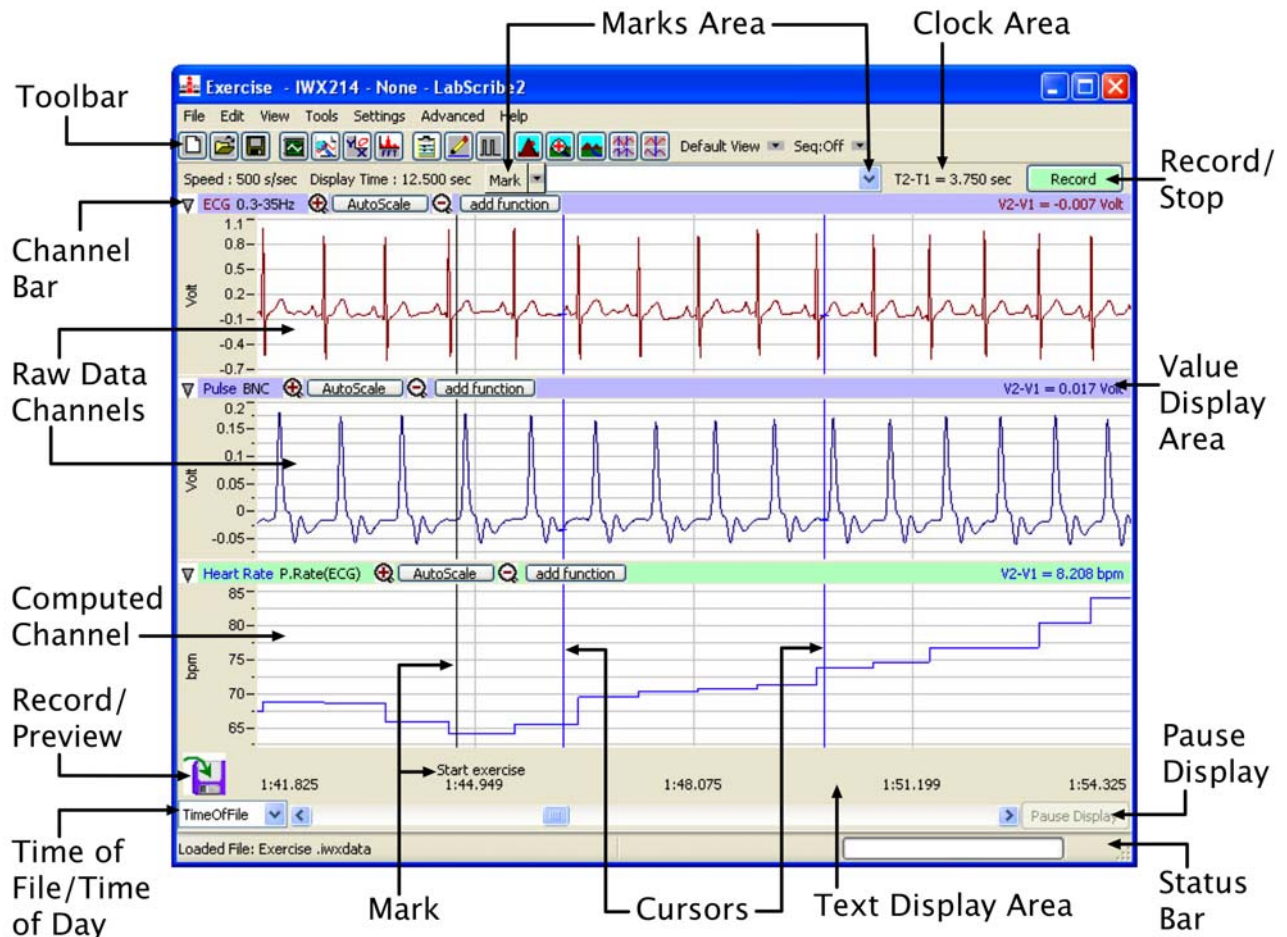 Marks Area
Clock Area
Toolbar
Exercise - IWX214 - None - LabScribe2
File Edit View Tools Settings Advanced Help
Default View Seq:Off
Speed : 500 s/sec Display Time : 12.500 sec Mark T2-T1 = 3.750 sec Record
Record/
Stop
ECG 0.3-35Hz AutoScale add function V2-V1 = -0.007 Volt
Channel
Bar
1.1
0.8
0.5
0.2
-0.1
-0.4
-0.7
Volt
Raw Data
Channels
Pulse BNC AutoScale add function V2-V1 = 0.017 Volt
Value
Display
Area
0.2
0.15
0.1
0.05
0
-0.05
Volt
Heart Rate P.Rate(ECG) AutoScale add function V2-V1 = 8.208 bpm
Computed
Channel
85
80
75
70
65
bpm
Record/
Preview
Start exercise
1:41.825 1:44.949 1:48.075 1:51.199 1:54.325
Pause
Display
TimeOfFile Pause Display
Loaded File: Exercise .iwxdata
Time of
File/Time
of Day
Mark
Cursors
Text Display Area
Status
Bar